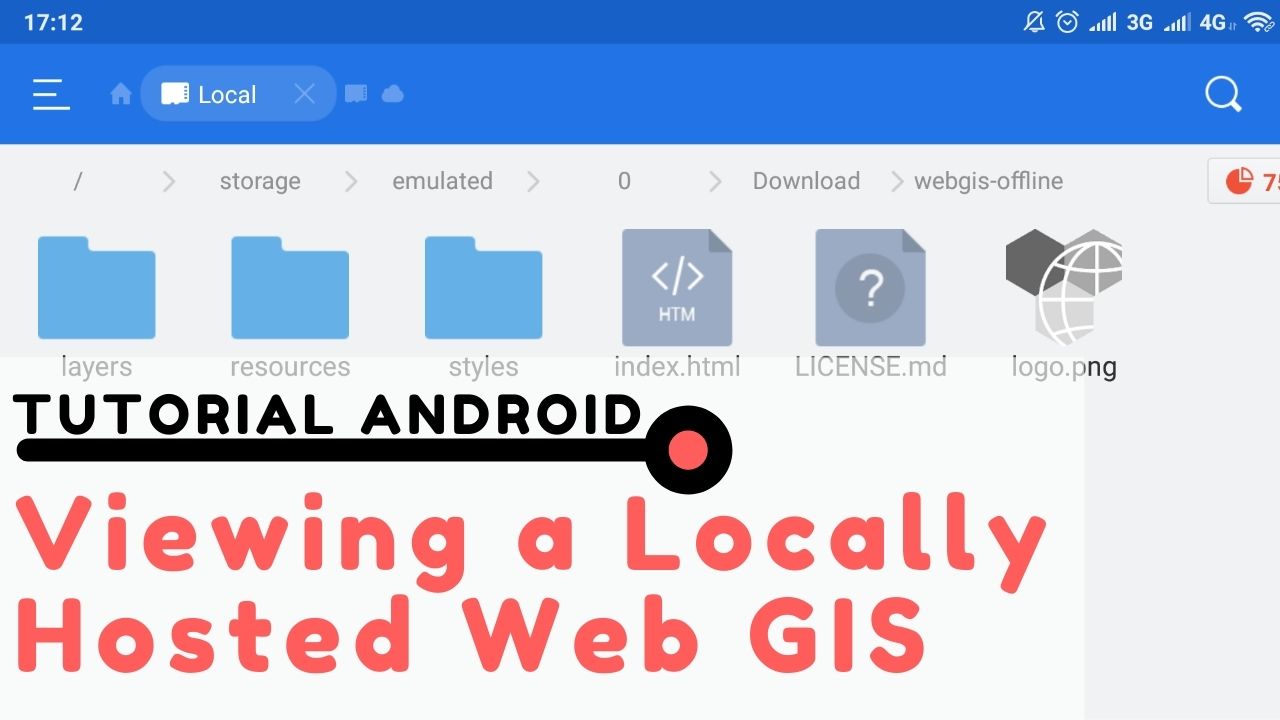 17:12 3G 4G
Local
/ storage emulated 0 Download webgis-offline 75
HTM ?
layers resources styles index.html LICENSE.md logo.png
TUTORIAL ANDROID
Viewing a Locally
Hosted Web GIS